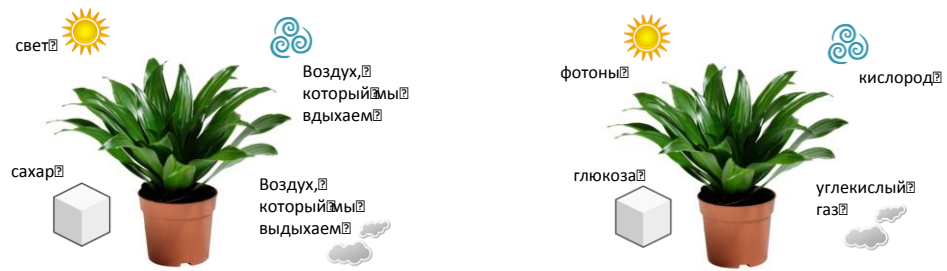 свет
Воздух,
который мы
вдыхаем
сахар
Воздух,
который мы
выдыхаем
фотоны
кислород
глюкоза
углекислый
газ